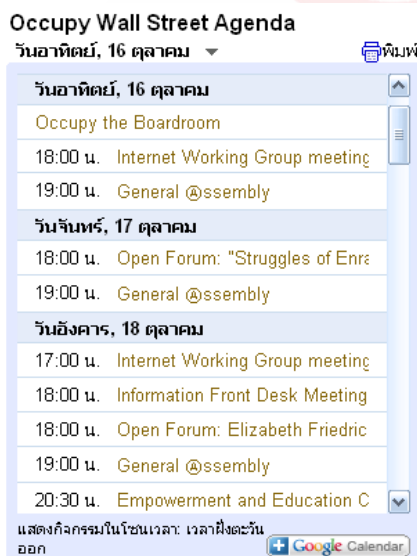 Occupy Wall Street Agenda
วันอาทิตย์, 16 ตุลาคม
พิมพ์
วันอาทิตย์, 16 ตุลาคม
Occupy the Boardroom
18:00 น. Internet Working Group meeting
19:00 น. General Ⓐssembly
วันจันทร์, 17 ตุลาคม
18:00 น. Open Forum: "Struggles of Enra
19:00 น. General Ⓐssembly
วันอังคาร, 18 ตุลาคม
17:00 น. Internet Working Group meeting
18:00 น. Information Front Desk Meeting
18:00 น. Open Forum: Elizabeth Friedric
19:00 น. General Ⓐssembly
20:30 น. Empowerment and Education C
แสดงกิจกรรมในโซนเวลา: เวลาฝั่งตะวัน
ออก
Google Calendar